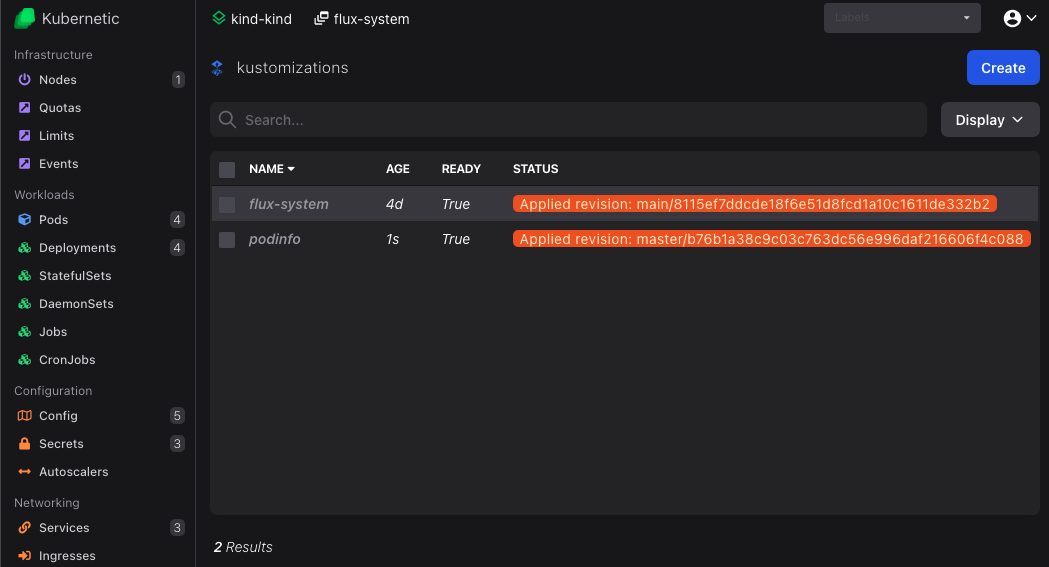 Kubernetic
kind-kind
flux-system
Labels
Infrastructure
Nodes 1
Quotas
Limits
Events
Workloads
Pods 4
Deployments 4
StatefulSets
DaemonSets
Jobs
CronJobs
Configuration
Config 5
Secrets 3
Autoscalers
Networking
Services 3
Ingresses
kustomizations
Create
Search...
Display
NAME AGE READY STATUS
flux-system 4d True Applied revision: main/8115ef7ddcde18f6e51d8fcd1a10c1611de332b2
podinfo 1s True Applied revision: master/b76b1a38c9c03c763dc56e996daf216606f4c088
2 Results